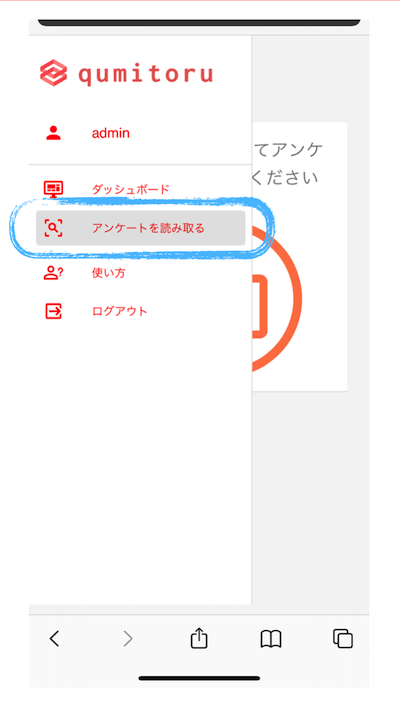 qumitoru
admin
てアンケ
ください
ダッシュボード
アンケートを読み取る
使い方
ログアウト